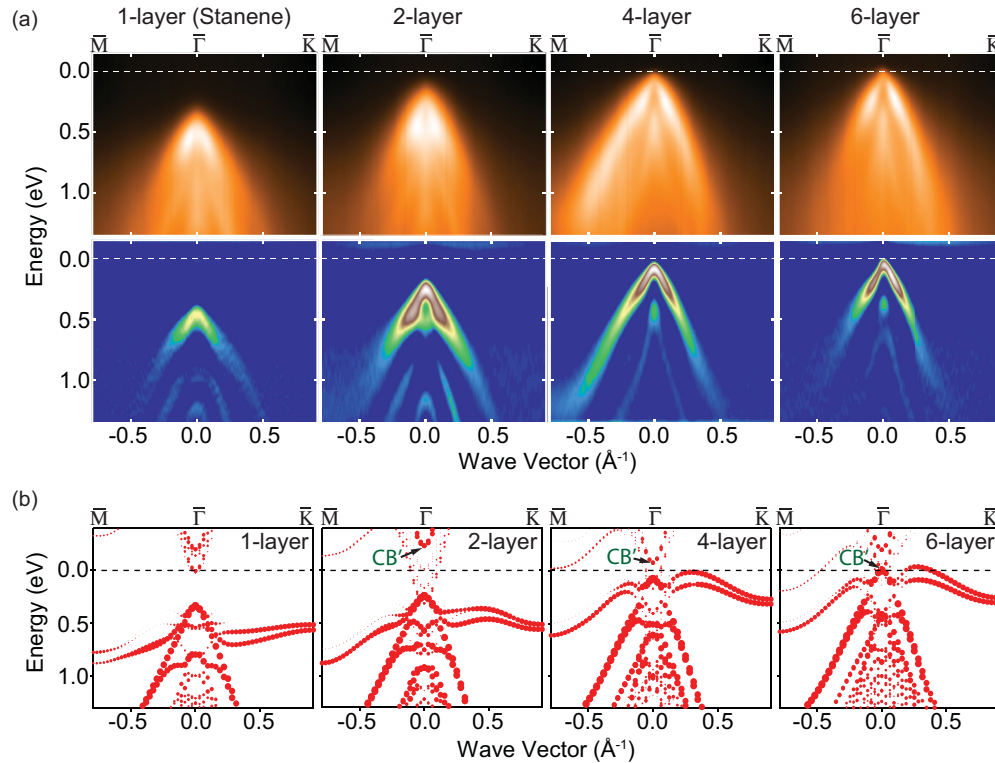 (a)
1-layer (Stanene) 2-layer 4-layer 6-layer
M̅ Γ̅ K̅ M̅ Γ̅ K̅ M̅ Γ̅ K̅ M̅ Γ̅ K̅
0.0
0.5
1.0
Energy (eV)
0.0
0.5
1.0
-0.5 0.0 0.5 -0.5 0.0 0.5 -0.5 0.0 0.5 -0.5 0.0 0.5
Wave Vector (Å⁻¹)
(b)
M̅ Γ̅ K̅ M̅ Γ̅ K̅ M̅ Γ̅ K̅ M̅ Γ̅ K̅
1-layer 2-layer 4-layer 6-layer
CB′ CB′ CB′
0.0
0.5
1.0
Energy (eV)
-0.5 0.0 0.5 -0.5 0.0 0.5 -0.5 0.0 0.5 -0.5 0.0 0.5
Wave Vector (Å⁻¹)